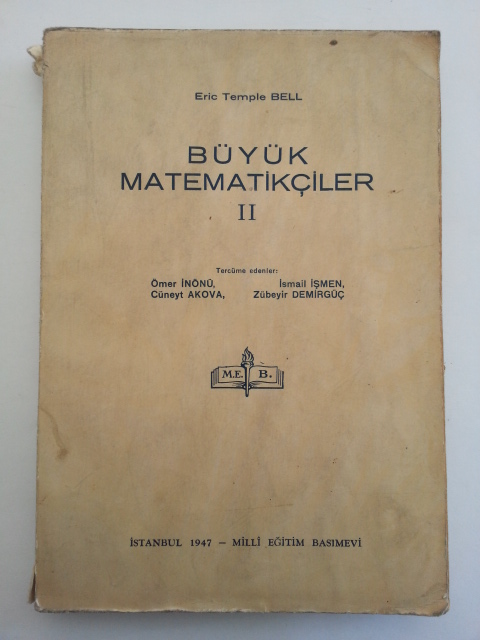 Eric Temple BELL
BÜYÜK
MATEMATİKÇİLER
II
Tercüme edenler:
Ömer İNÖNÜ, İsmail İŞMEN,
Cüneyt AKOVA, Zübeyir DEMİRGÜÇ
M.E. B.
İSTANBUL 1947 — MİLLÎ EĞİTİM BASIMEVİ